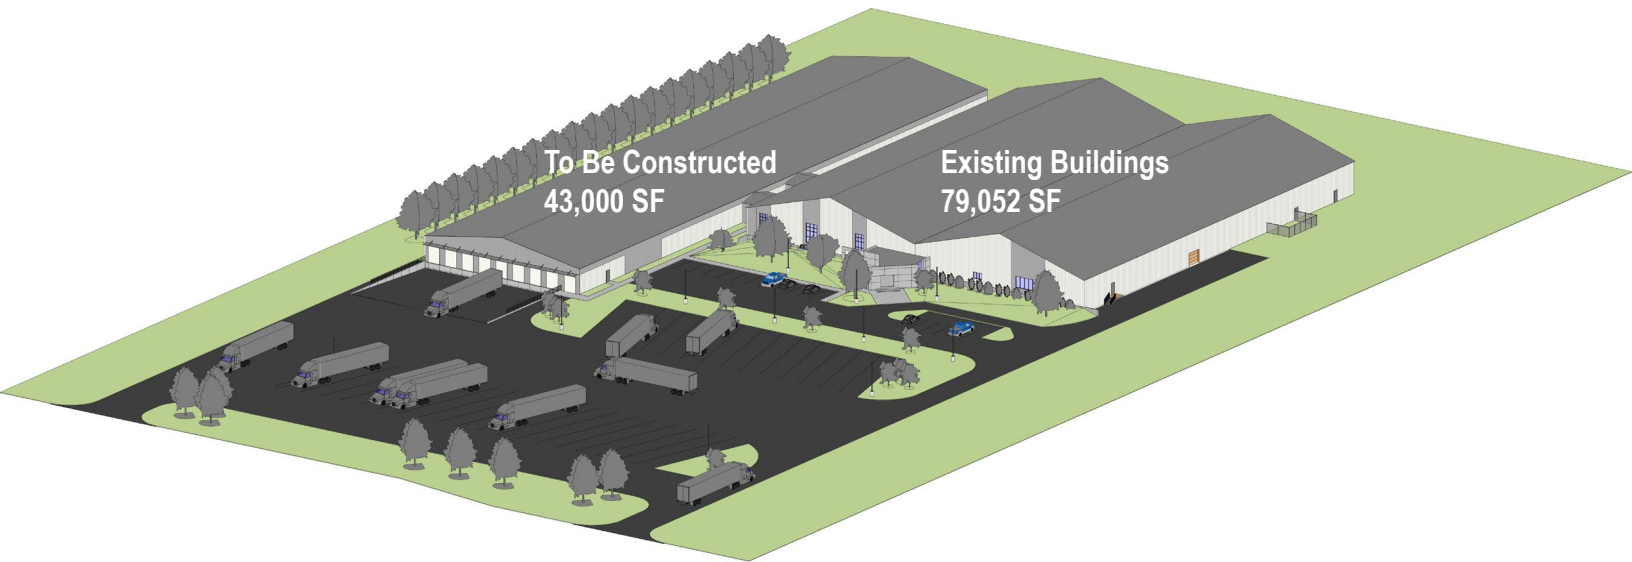 To Be Constructed
43,000 SF
Existing Buildings
79,052 SF